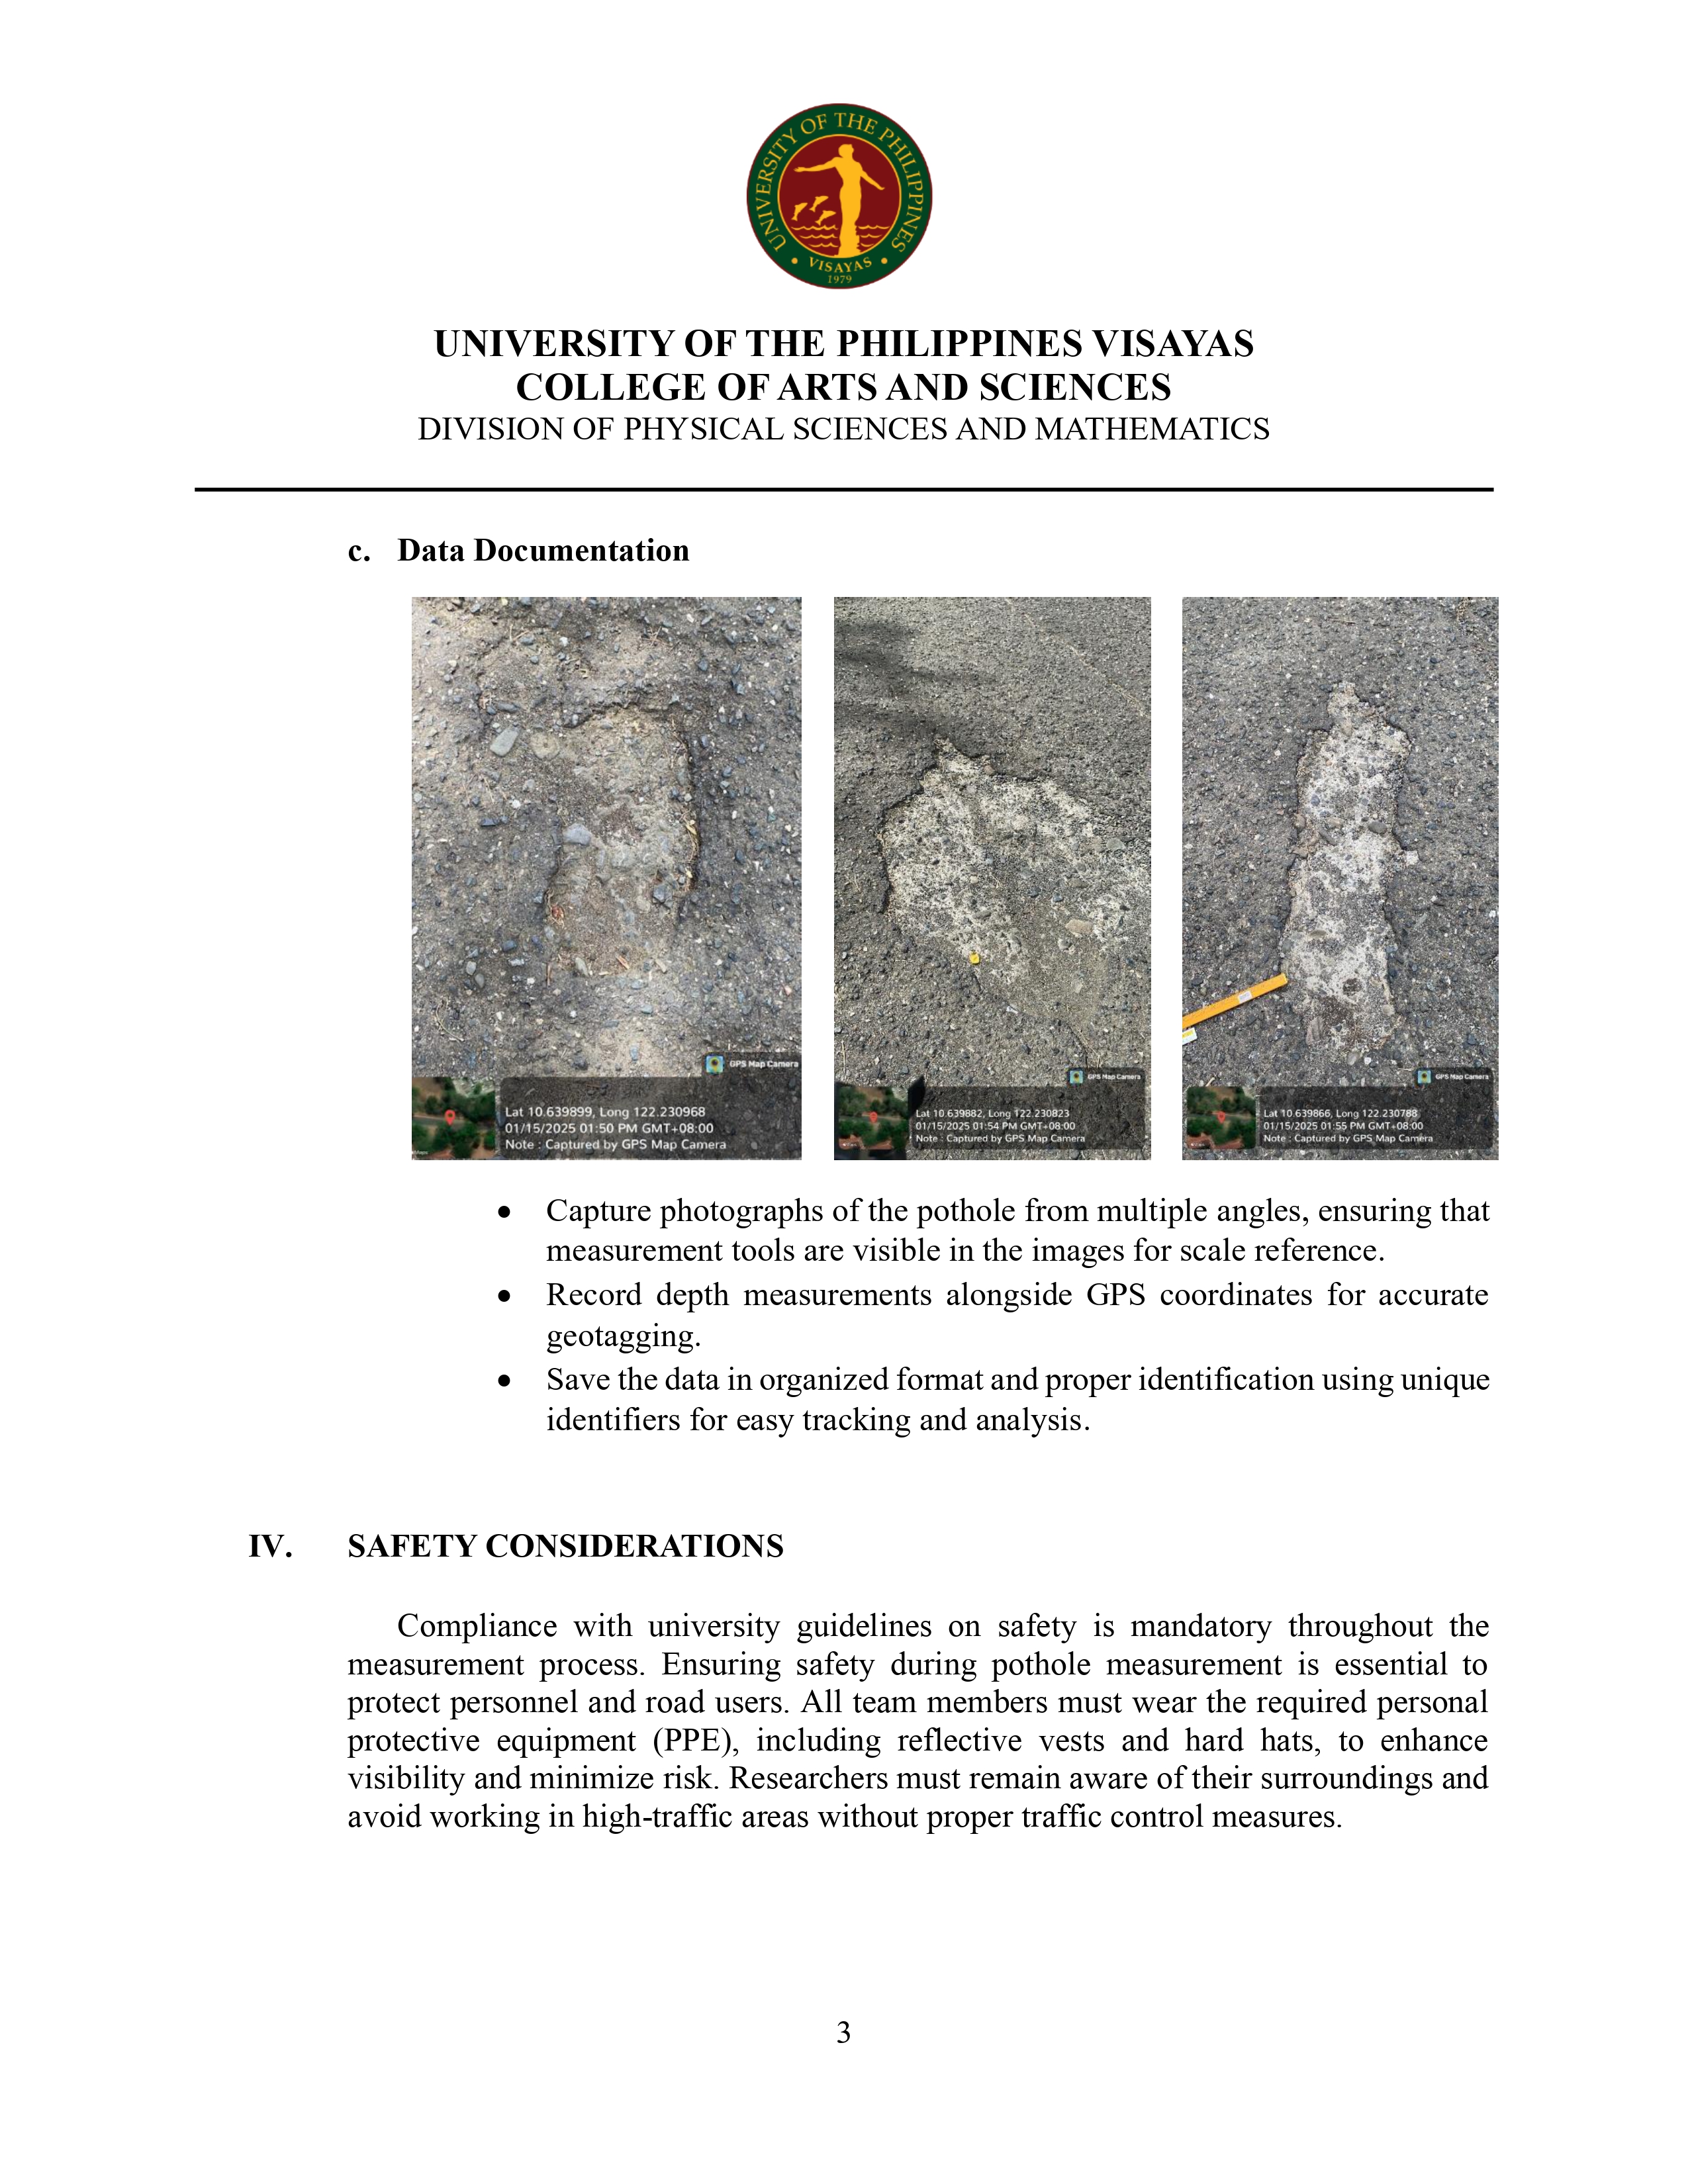 UNIVERSITY OF THE PHILIPPINES
VISAYAS
1979
UNIVERSITY OF THE PHILIPPINES VISAYAS
COLLEGE OF ARTS AND SCIENCES
DIVISION OF PHYSICAL SCIENCES AND MATHEMATICS
c. Data Documentation
GPS Map Camera
Lat 10.639899, Long 122.230968
01/15/2025 01:50 PM GMT+08:00
Note : Captured by GPS Map Camera
GPS Map Camera
Lat 10.639882, Long 122.230823
01/15/2025 01:54 PM GMT+08:00
Note : Captured by GPS Map Camera
GPS Map Camera
Lat 10.639866, Long 122.230788
01/15/2025 01:55 PM GMT+08:00
Note : Captured by GPS Map Camera
• Capture photographs of the pothole from multiple angles, ensuring that
measurement tools are visible in the images for scale reference.
• Record depth measurements alongside GPS coordinates for accurate
geotagging.
• Save the data in organized format and proper identification using unique
identifiers for easy tracking and analysis.
IV. SAFETY CONSIDERATIONS
Compliance with university guidelines on safety is mandatory throughout the
measurement process. Ensuring safety during pothole measurement is essential to
protect personnel and road users. All team members must wear the required personal
protective equipment (PPE), including reflective vests and hard hats, to enhance
visibility and minimize risk. Researchers must remain aware of their surroundings and
avoid working in high-traffic areas without proper traffic control measures.
3